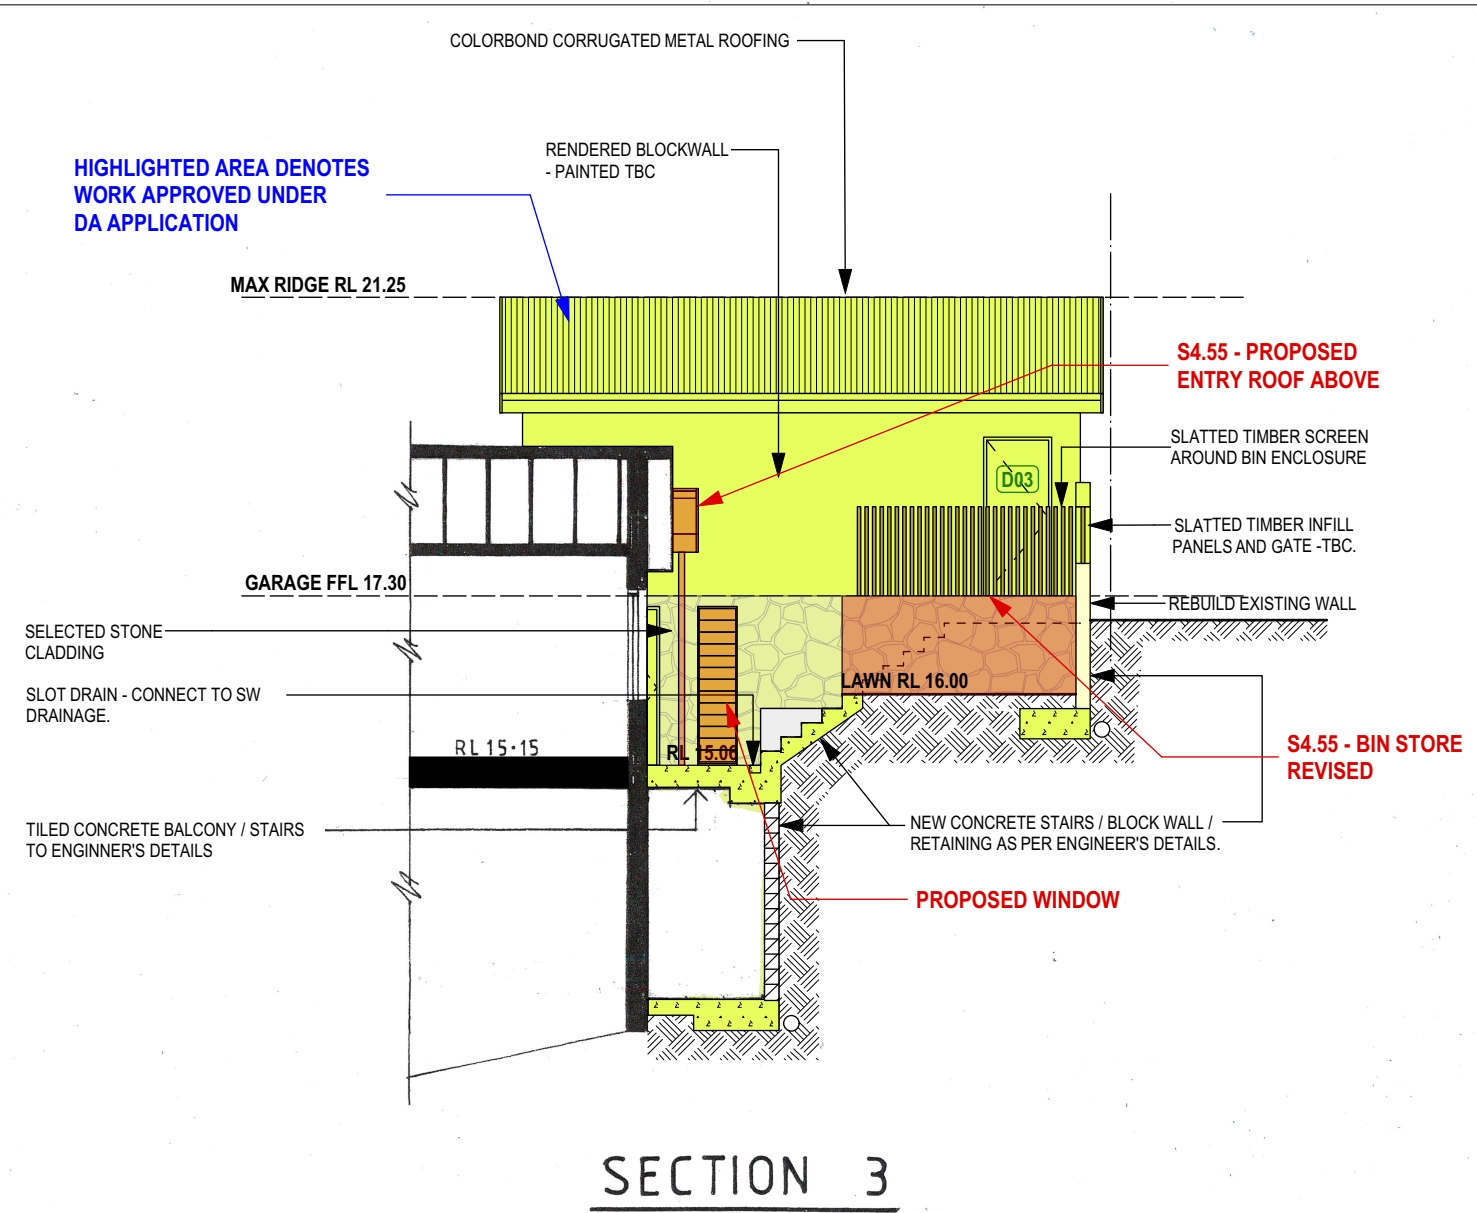 COLORBOND CORRUGATED METAL ROOFING
RENDERED BLOCKWALL
- PAINTED TBC
HIGHLIGHTED AREA DENOTES
WORK APPROVED UNDER
DA APPLICATION
MAX RIDGE RL 21.25
S4.55 - PROPOSED
ENTRY ROOF ABOVE
SLATTED TIMBER SCREEN
AROUND BIN ENCLOSURE
D03
SLATTED TIMBER INFILL
PANELS AND GATE -TBC.
GARAGE FFL 17.30
REBUILD EXISTING WALL
SELECTED STONE
CLADDING
LAWN RL 16.00
SLOT DRAIN - CONNECT TO SW
DRAINAGE.
RL 15·15
RL 15.06
S4.55 - BIN STORE
REVISED
TILED CONCRETE BALCONY / STAIRS
TO ENGINNER'S DETAILS
NEW CONCRETE STAIRS / BLOCK WALL /
RETAINING AS PER ENGINEER'S DETAILS.
PROPOSED WINDOW
SECTION 3